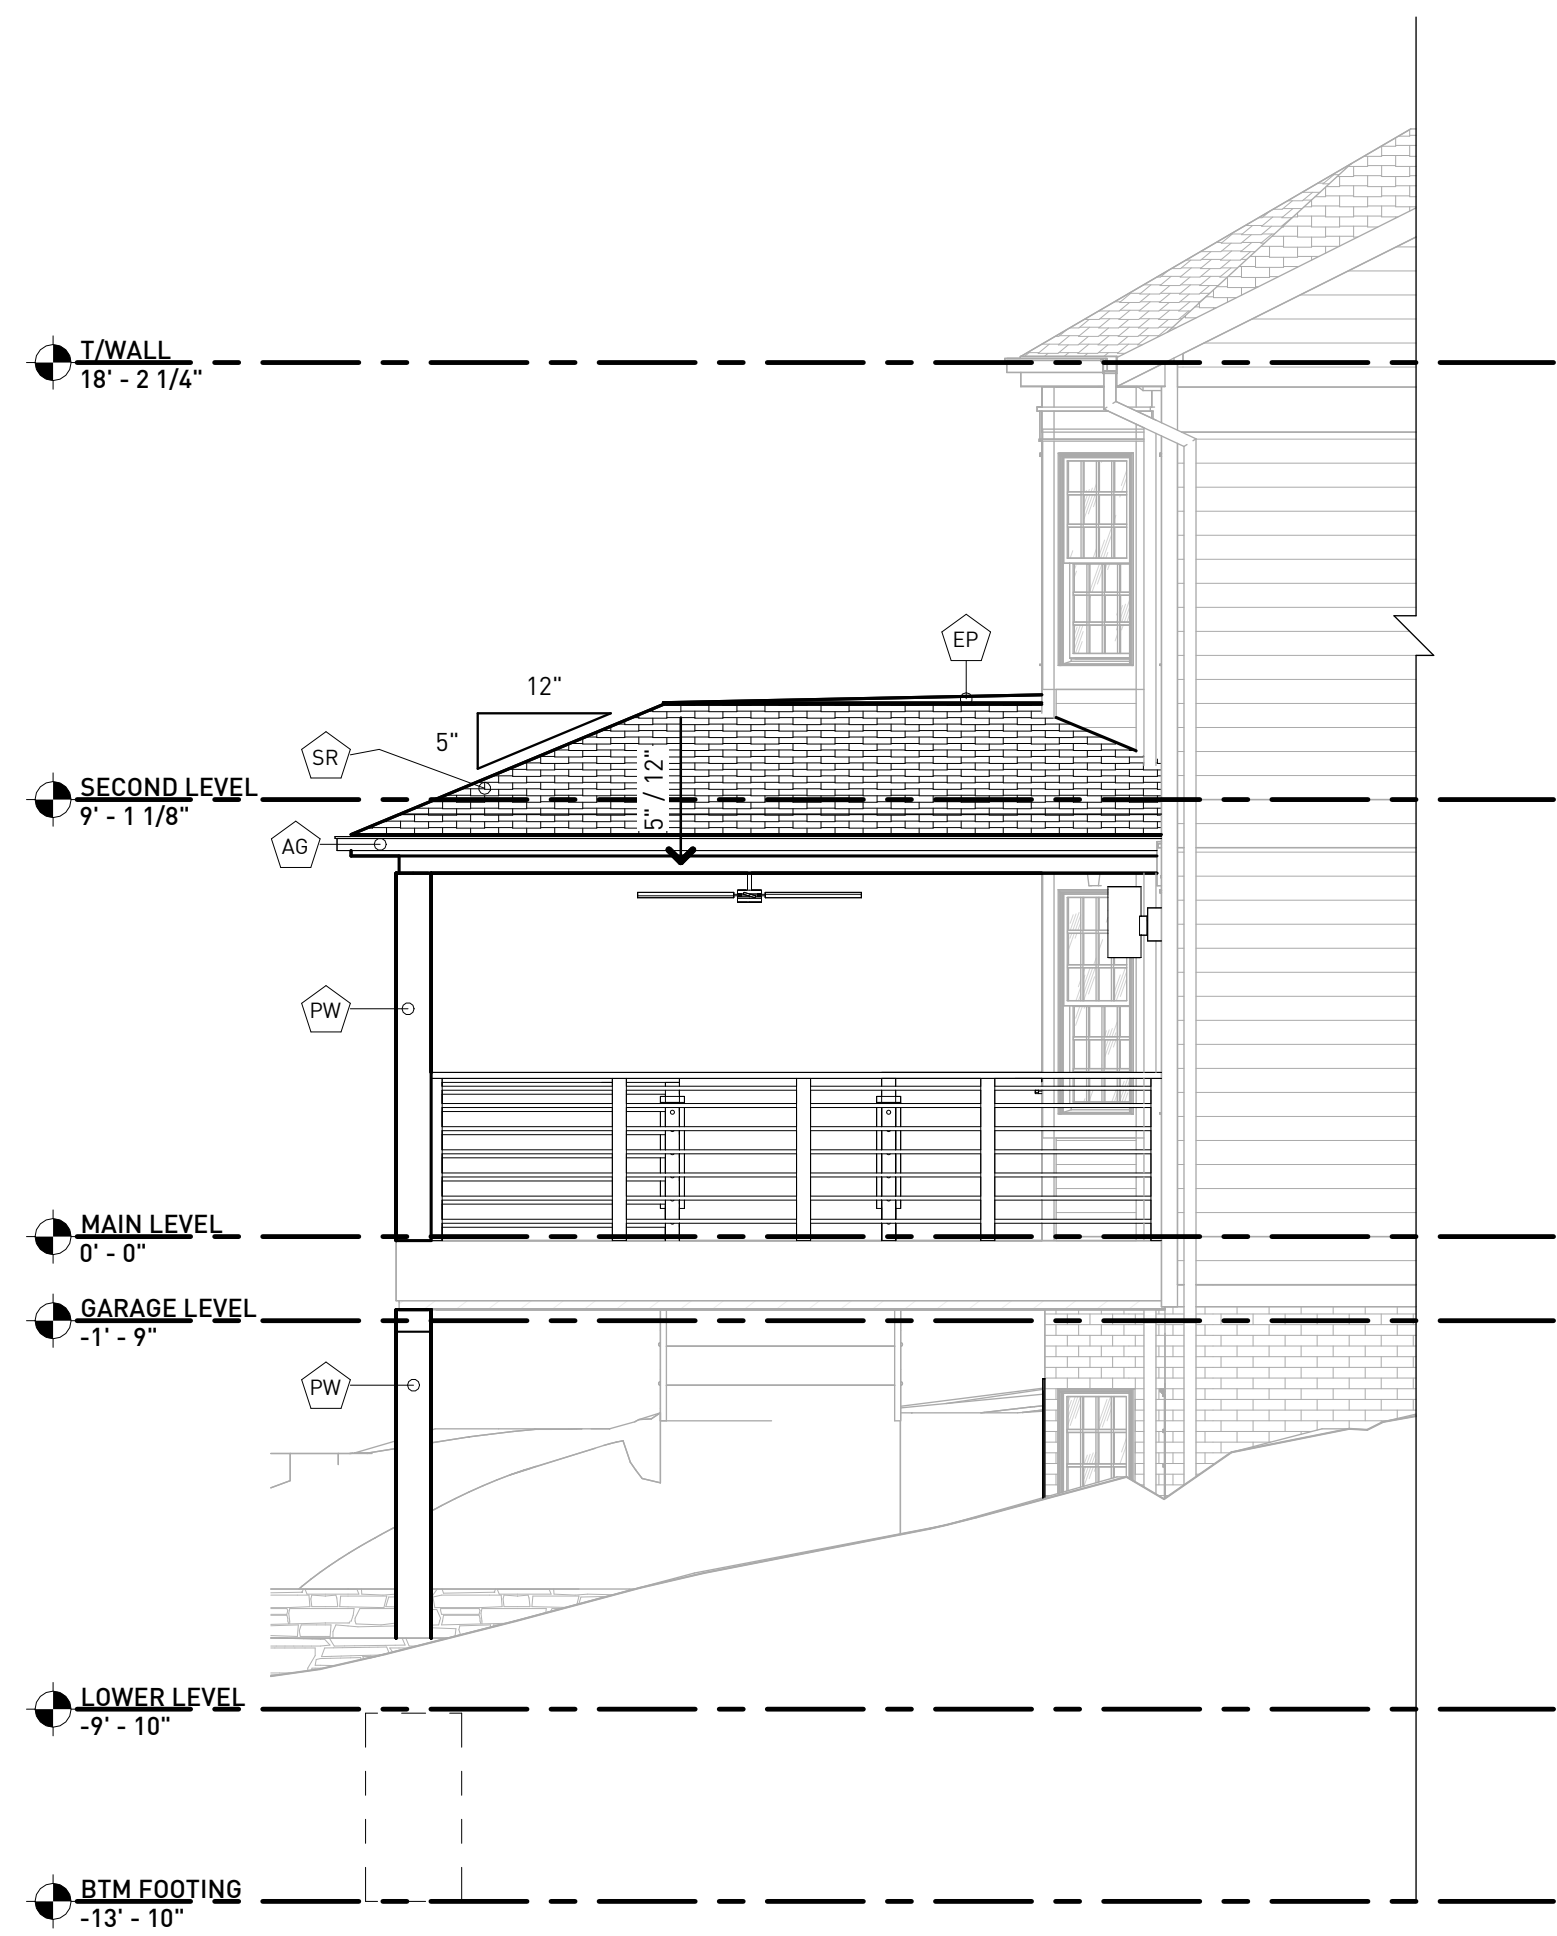 T/WALL
18' - 2 1/4"
EP
12"
5"
SR
5" / 12"
SECOND LEVEL
9' - 1 1/8"
AG
PW
MAIN LEVEL
0' - 0"
GARAGE LEVEL
-1' - 9"
PW
LOWER LEVEL
-9' - 10"
BTM FOOTING
-13' - 10"